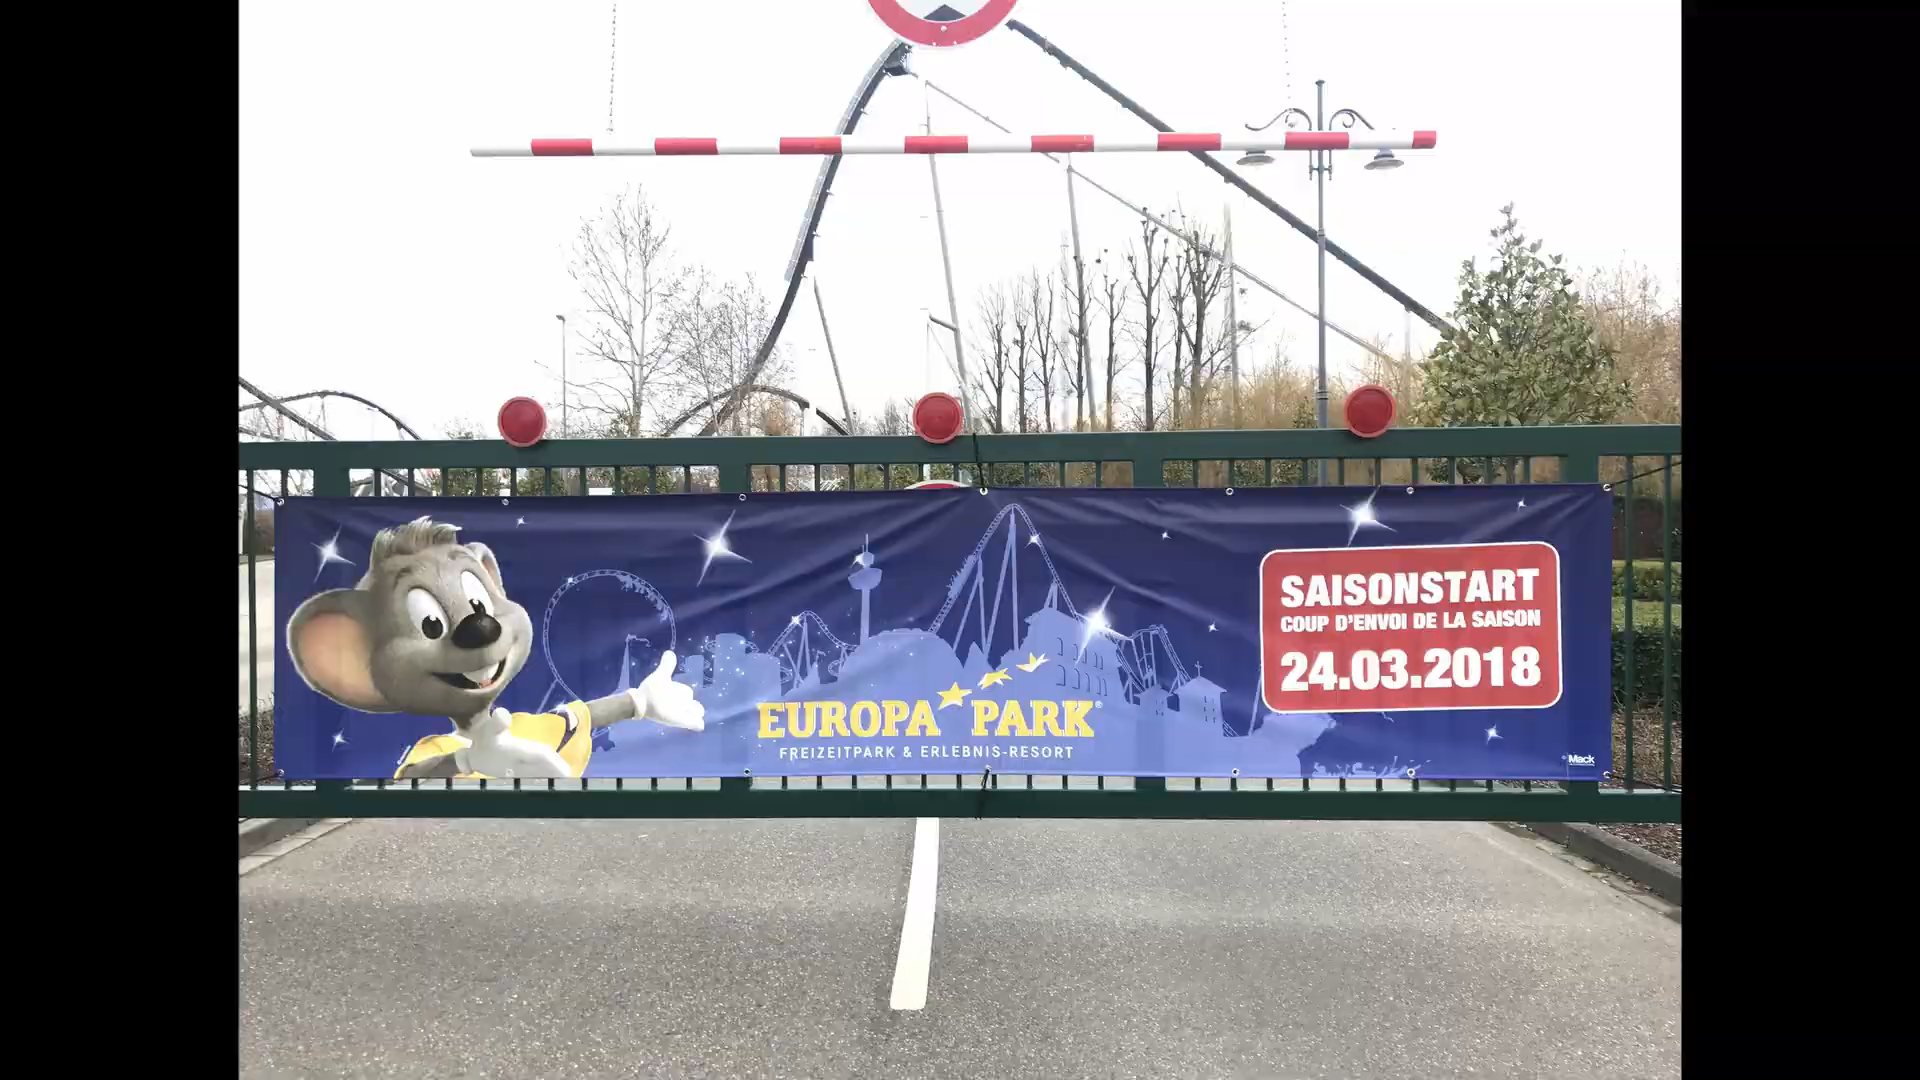 SAISONSTART
COUP D'ENVOI DE LA SAISON
24.03.2018
EUROPA PARK®
FREIZEITPARK & ERLEBNIS-RESORT
Mack